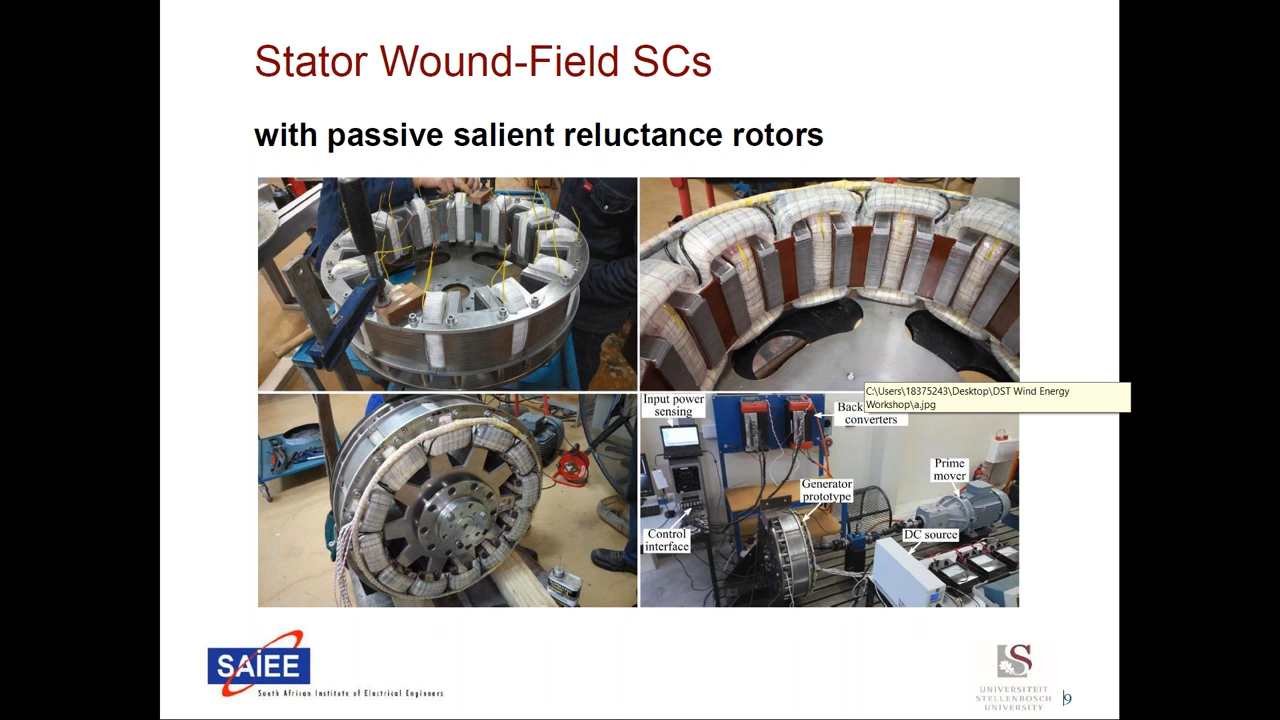 Stator Wound-Field SCs
with passive salient reluctance rotors
C:\Users\18375243\Desktop\DST Wind Energy
Workshop\a.jpg
Input power
sensing
Back
converters
Prime
mover
Generator
prototype
Control
interface
DC source
SAIEE
South African Institute of Electrical Engineers
S
UNIVERSITEIT
STELLENBOSCH
UNIVERSITY
9